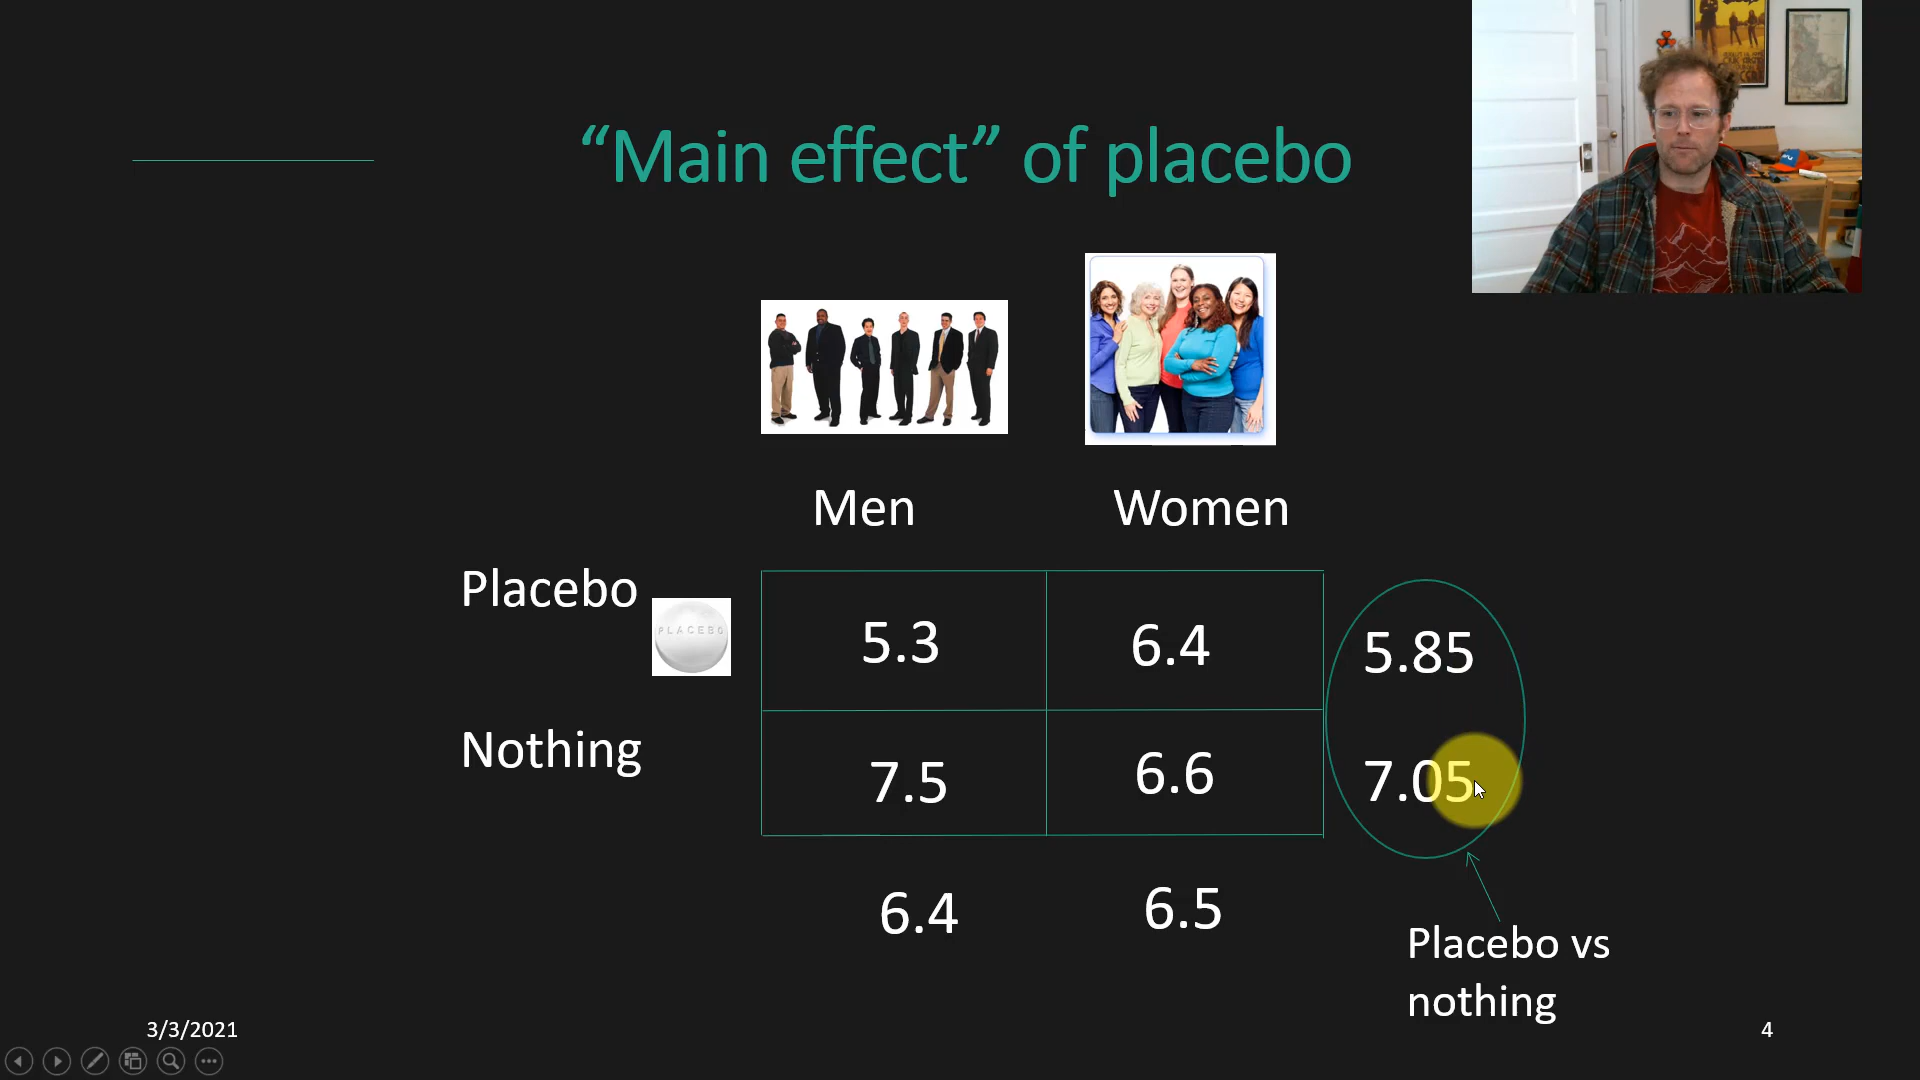 “Main effect” of placebo
Men
Women
Placebo
PLACEBO
5.3
6.4
5.85
Nothing
7.5
6.6
7.05
6.4
6.5
Placebo vs
nothing
3/3/2021
4